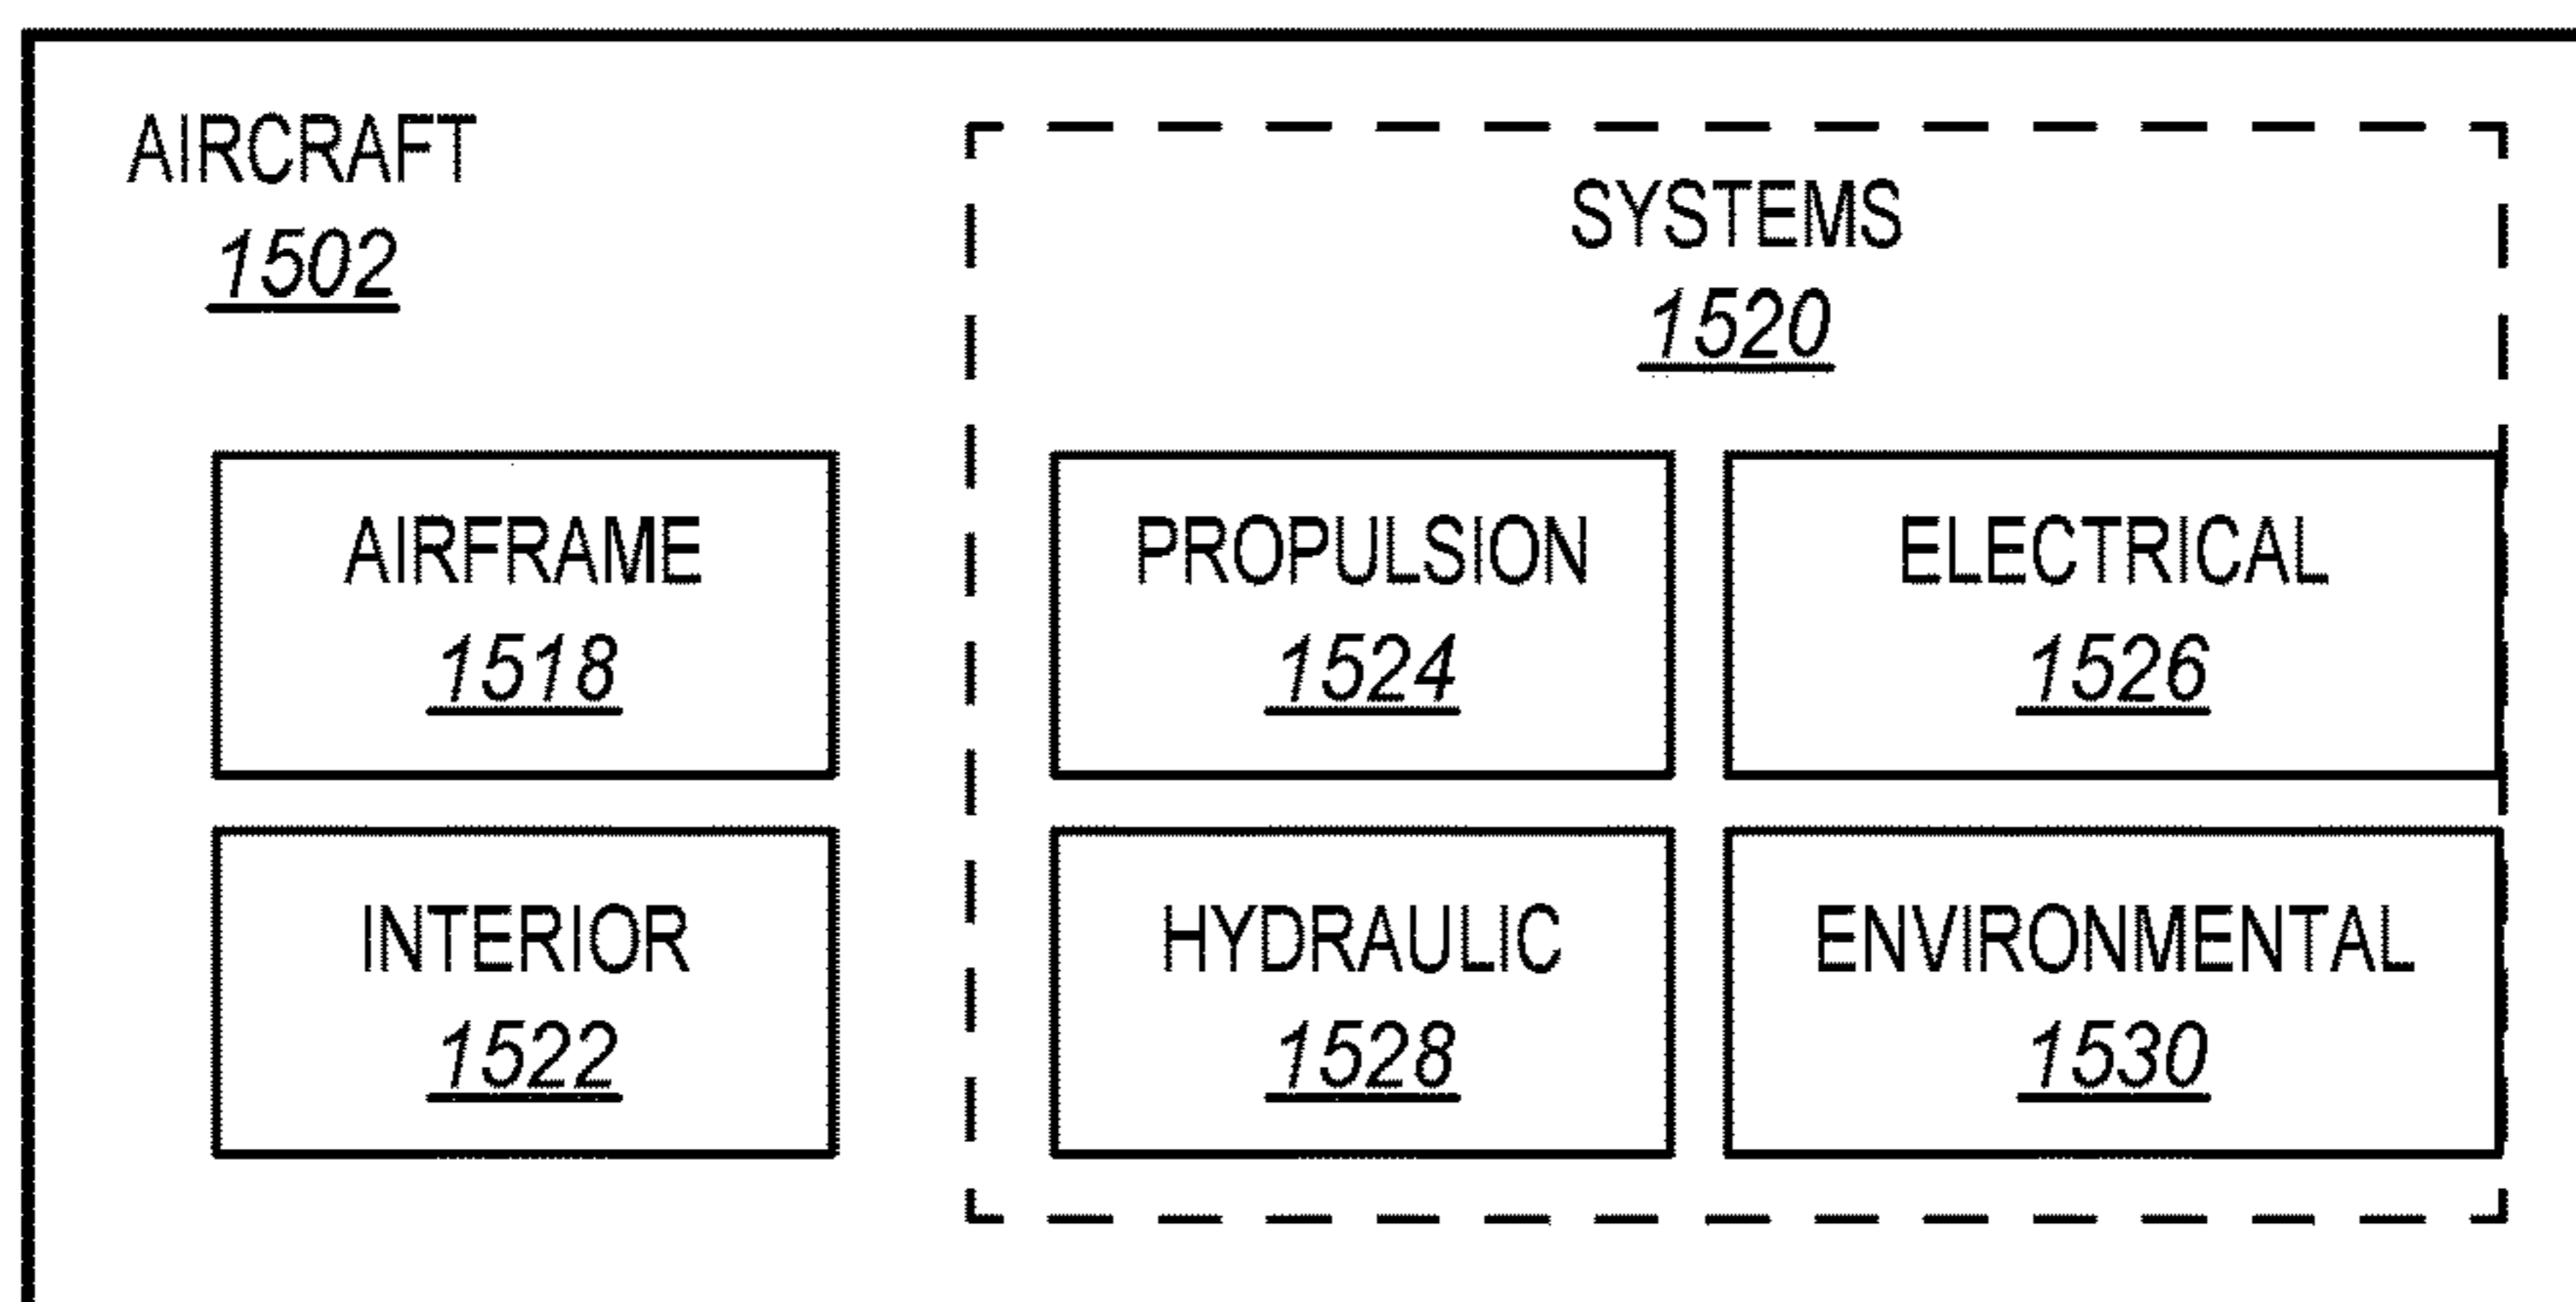 AIRCRAFT
1502
SYSTEMS
1520
AIRFRAME
1518
PROPULSION
1524
ELECTRICAL
1526
INTERIOR
1522
HYDRAULIC
1528
ENVIRONMENTAL
1530